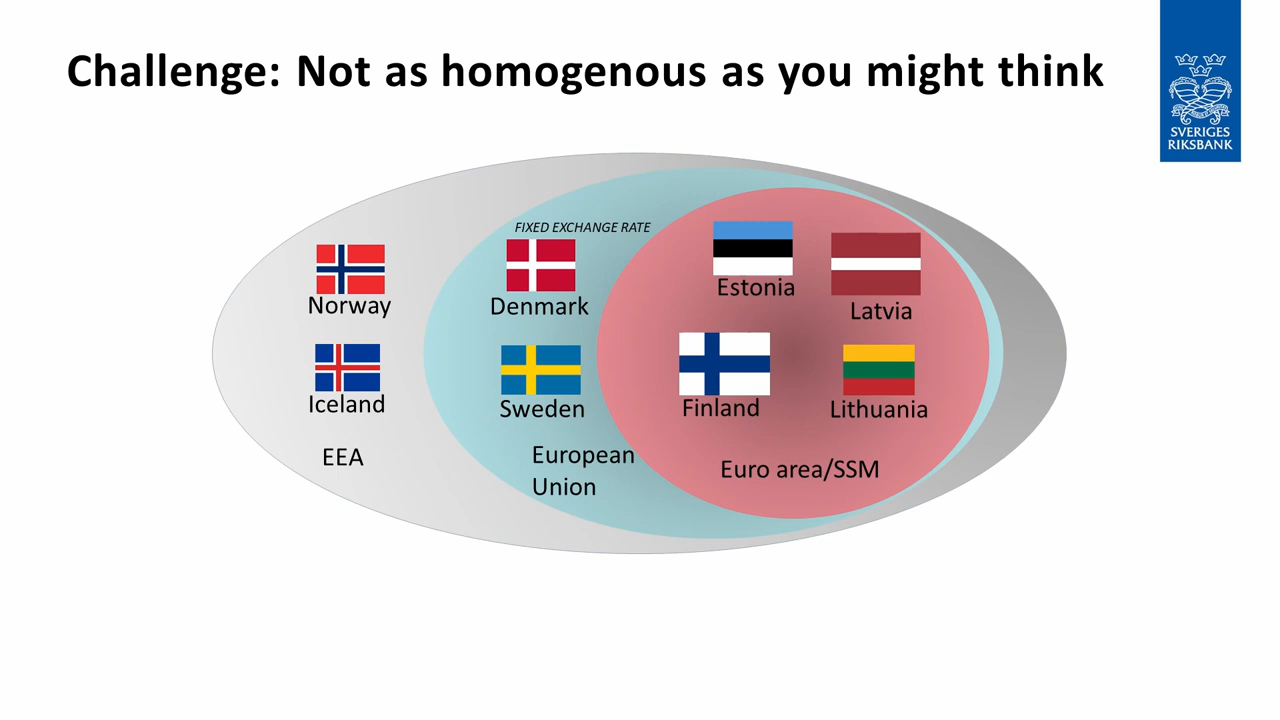 Challenge: Not as homogenous as you might think
SVERIGES
RIKSBANK
FIXED EXCHANGE RATE
Norway
Denmark
Estonia
Latvia
Iceland
Sweden
Finland
Lithuania
EEA
European
Union
Euro area/SSM